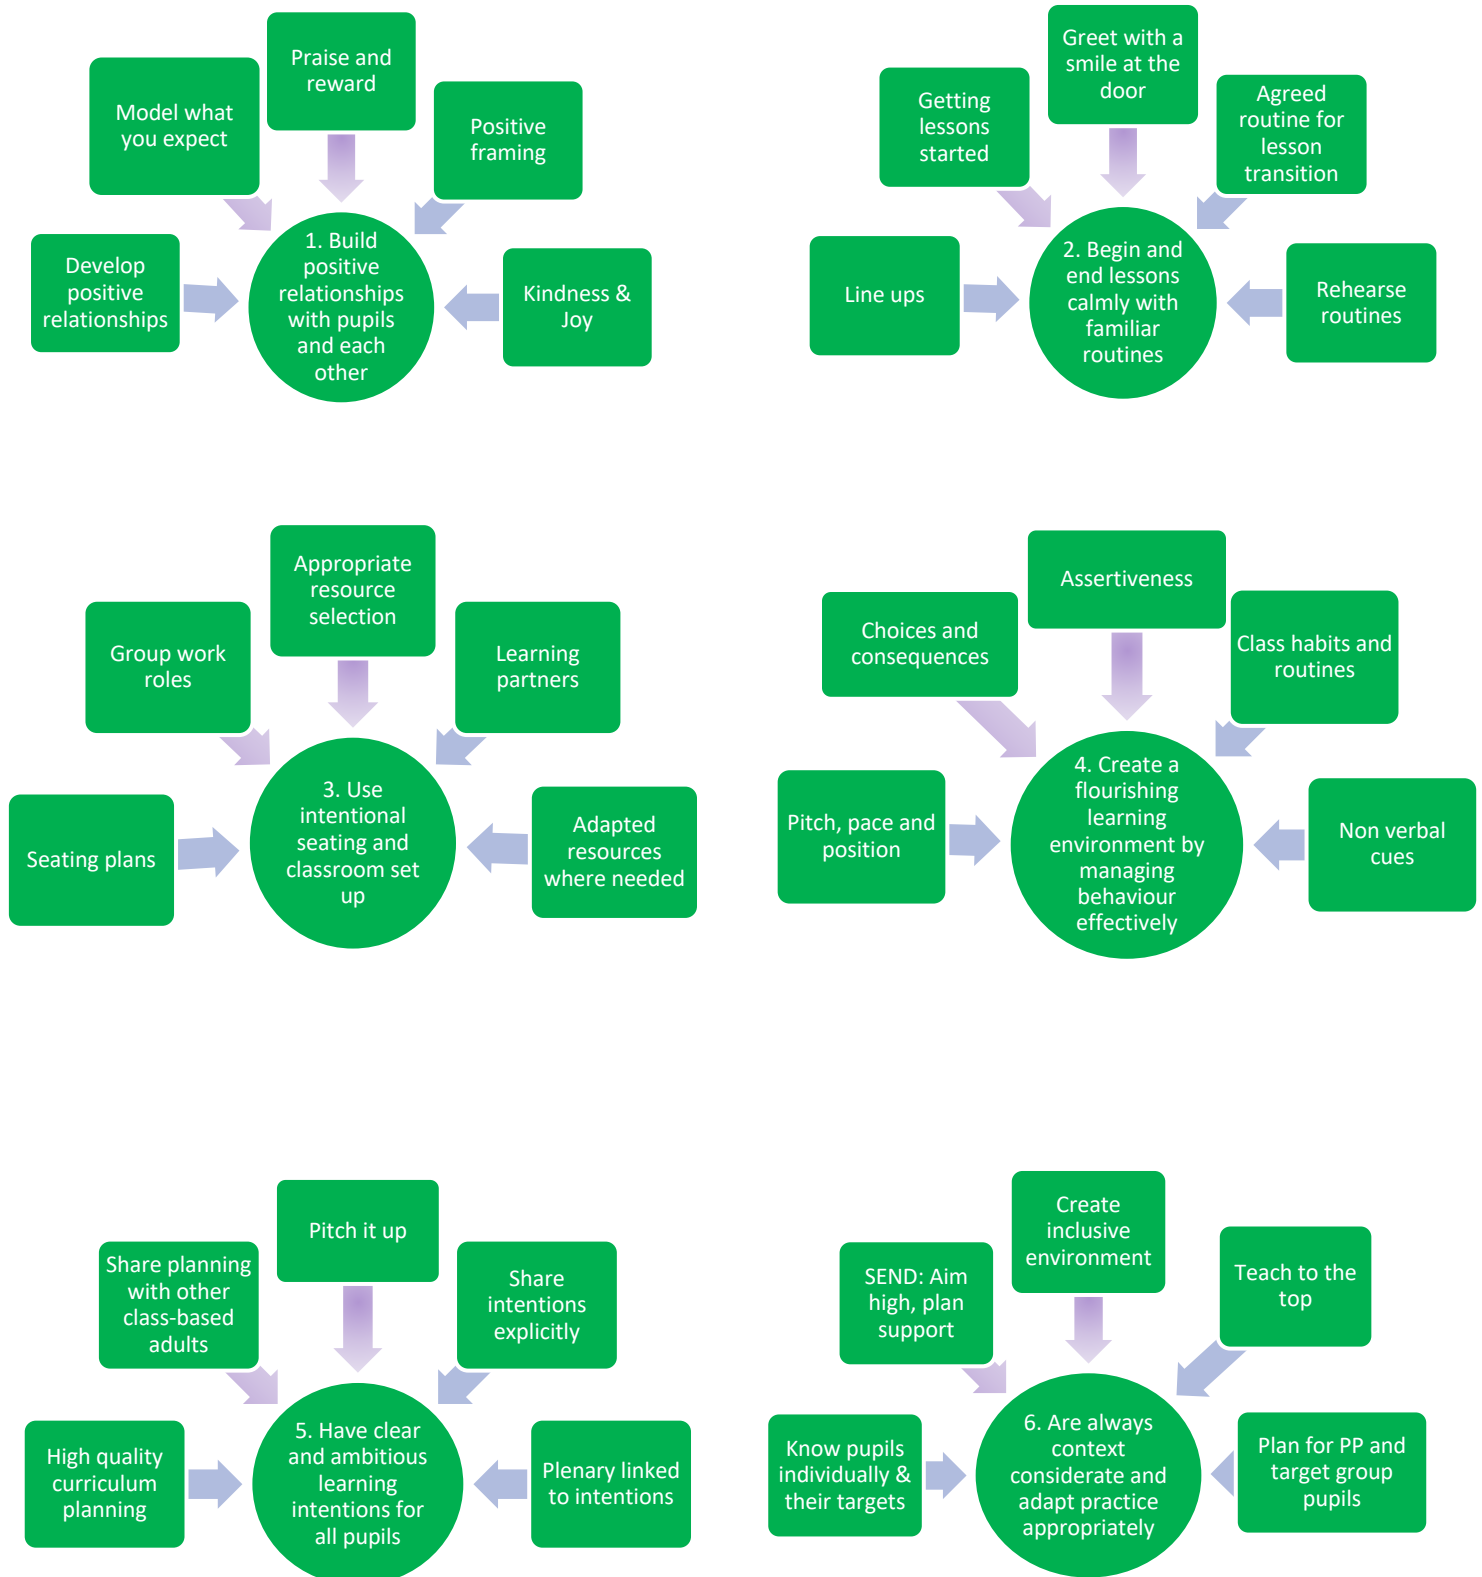 Develop
positive
relationships
Model what
you expect
Praise and
reward
Positive
framing
Kindness &
Joy
1. Build
positive
relationships
with pupils
and each
other
Line ups
Getting
lessons
started
Greet with a
smile at the
door
Agreed
routine for
lesson
transition
Rehearse
routines
2. Begin and
end lessons
calmly with
familiar
routines
Seating plans
Group work
roles
Appropriate
resource
selection
Learning
partners
Adapted
resources
where needed
3. Use
intentional
seating and
classroom set
up
Pitch, pace and
position
Choices and
consequences
Assertiveness
Class habits and
routines
Non verbal
cues
4. Create a
flourishing
learning
environment by
managing
behaviour
effectively
High quality
curriculum
planning
Share planning
with other
class-based
adults
Pitch it up
Share
intentions
explicitly
Plenary linked
to intentions
5. Have clear
and ambitious
learning
intentions for
all pupils
Know pupils
individually &
their targets
SEND: Aim
high, plan
support
Create
inclusive
environment
Teach to the
top
Plan for PP and
target group
pupils
6. Are always
context
considerate and
adapt practice
appropriately